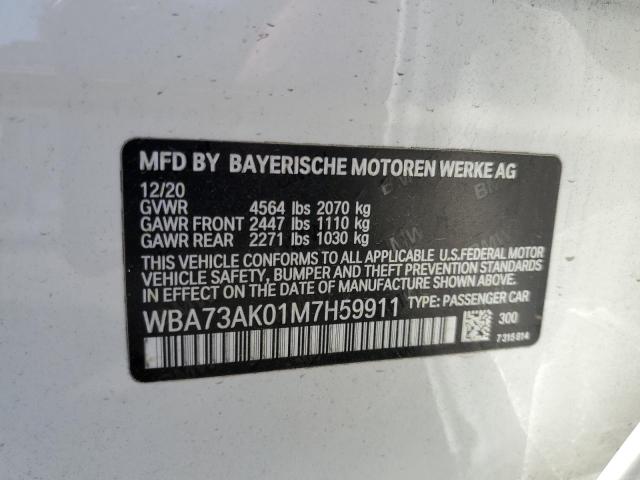 MFD BY BAYERISCHE MOTOREN WERKE AG
12/20
GVWR 4564 lbs 2070 kg
GAWR FRONT 2447 lbs 1110 kg
GAWR REAR 2271 lbs 1030 kg
THIS VEHICLE CONFORMS TO ALL APPLICABLE U.S.FEDERAL MOTOR
VEHICLE SAFETY, BUMPER AND THEFT PREVENTION STANDARDS
IN EFFECT ON THE DATE OF MANUFACTURE SHOWN ABOVE.
WBA73AK01M7H59911 TYPE: PASSENGER CAR
300
7 315 814